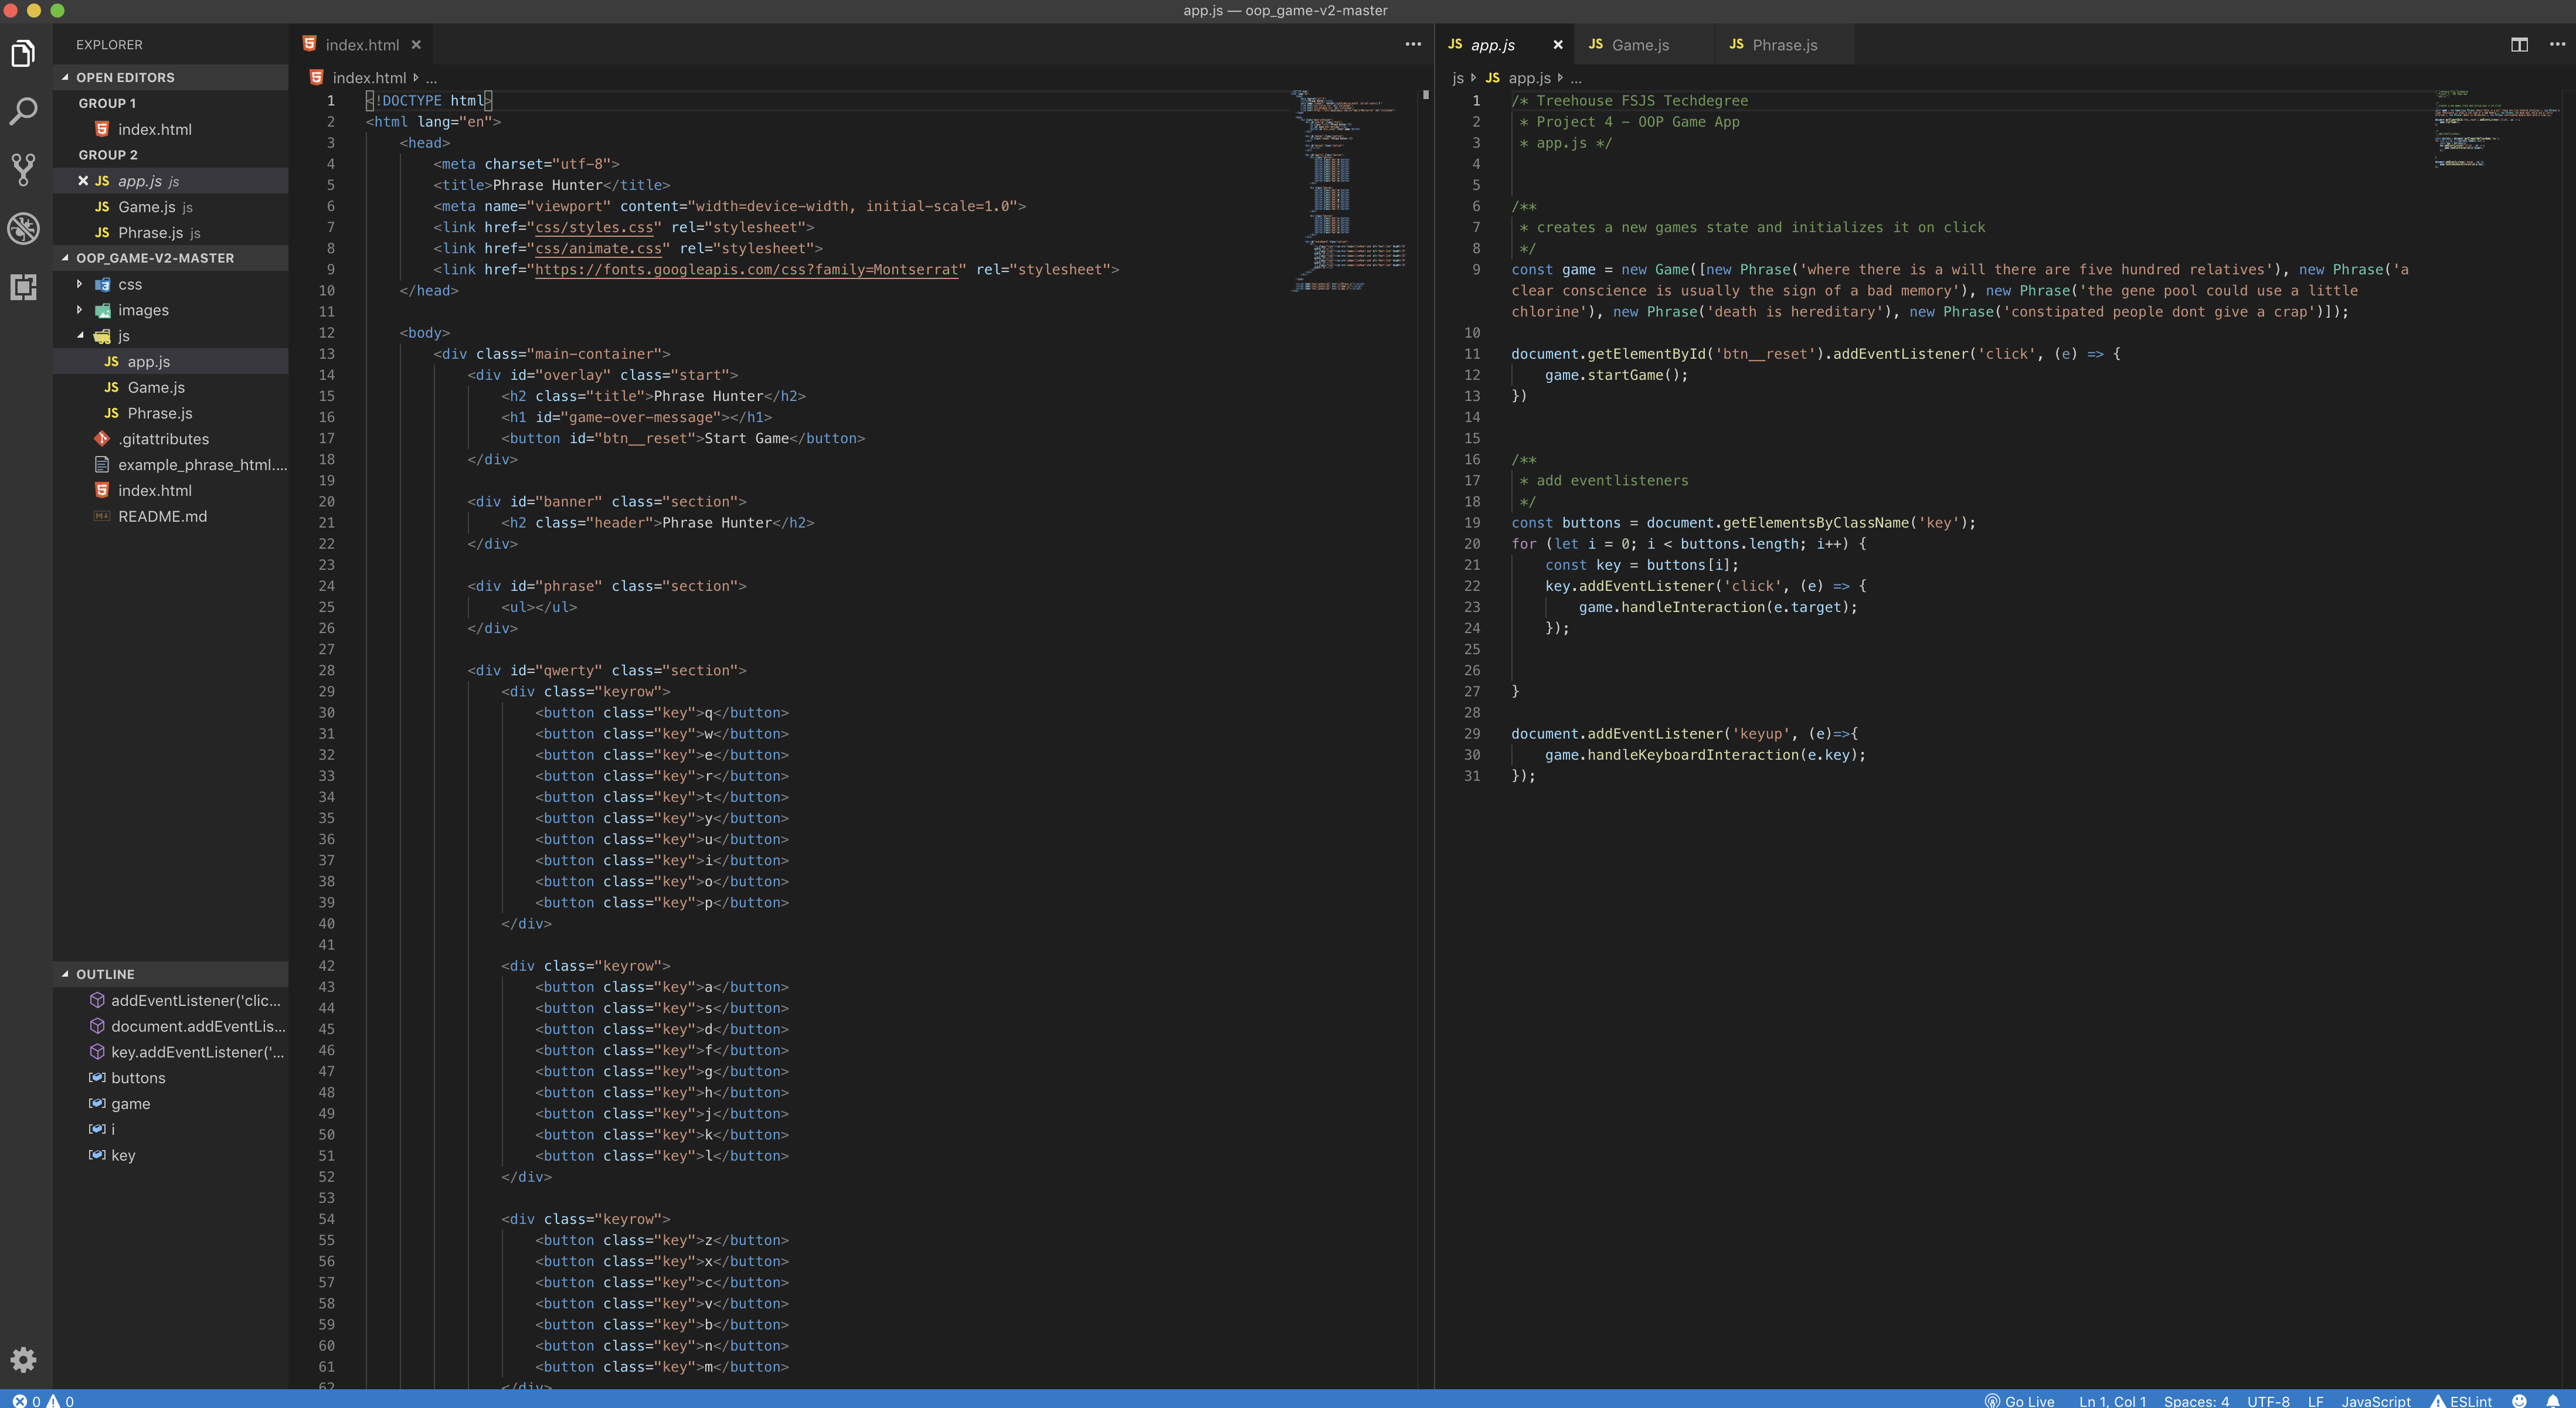 app.js — oop_game-v2-master
EXPLORER
OPEN EDITORS
GROUP 1
index.html
GROUP 2
app.js js
Game.js js
Phrase.js js
OOP_GAME-V2-MASTER
css
images
js
app.js
Game.js
Phrase.js
.gitattributes
example_phrase_html....
index.html
README.md
OUTLINE
addEventListener('clic...
document.addEventLis...
key.addEventListener('...
buttons
game
i
key
index.html
index.html ...
1 <!DOCTYPE html>
2 <html lang="en">
3 <head>
4 <meta charset="utf-8">
5 <title>Phrase Hunter</title>
6 <meta name="viewport" content="width=device-width, initial-scale=1.0">
7 <link href="css/styles.css" rel="stylesheet">
8 <link href="css/animate.css" rel="stylesheet">
9 <link href="https://fonts.googleapis.com/css?family=Montserrat" rel="stylesheet">
10 </head>
11
12 <body>
13 <div class="main-container">
14 <div id="overlay" class="start">
15 <h2 class="title">Phrase Hunter</h2>
16 <h1 id="game-over-message"></h1>
17 <button id="btn__reset">Start Game</button>
18 </div>
19
20 <div id="banner" class="section">
21 <h2 class="header">Phrase Hunter</h2>
22 </div>
23
24 <div id="phrase" class="section">
25 <ul></ul>
26 </div>
27
28 <div id="qwerty" class="section">
29 <div class="keyrow">
30 <button class="key">q</button>
31 <button class="key">w</button>
32 <button class="key">e</button>
33 <button class="key">r</button>
34 <button class="key">t</button>
35 <button class="key">y</button>
36 <button class="key">u</button>
37 <button class="key">i</button>
38 <button class="key">o</button>
39 <button class="key">p</button>
40 </div>
41
42 <div class="keyrow">
43 <button class="key">a</button>
44 <button class="key">s</button>
45 <button class="key">d</button>
46 <button class="key">f</button>
47 <button class="key">g</button>
48 <button class="key">h</button>
49 <button class="key">j</button>
50 <button class="key">k</button>
51 <button class="key">l</button>
52 </div>
53
54 <div class="keyrow">
55 <button class="key">z</button>
56 <button class="key">x</button>
57 <button class="key">c</button>
58 <button class="key">v</button>
59 <button class="key">b</button>
60 <button class="key">n</button>
61 <button class="key">m</button>
62 </div>
JS app.js JS Game.js JS Phrase.js
js JS app.js ...
1 /* Treehouse FSJS Techdegree
2 * Project 4 - OOP Game App
3 * app.js */
4
5
6 /**
7 * creates a new games state and initializes it on click
8 */
9 const game = new Game([new Phrase('where there is a will there are five hundred relatives'), new Phrase('a
clear conscience is usually the sign of a bad memory'), new Phrase('the gene pool could use a little
chlorine'), new Phrase('death is hereditary'), new Phrase('constipated people dont give a crap')]);
10
11 document.getElementById('btn__reset').addEventListener('click', (e) => {
12 game.startGame();
13 })
14
15
16 /**
17 * add eventlisteners
18 */
19 const buttons = document.getElementsByClassName('key');
20 for (let i = 0; i < buttons.length; i++) {
21 const key = buttons[i];
22 key.addEventListener('click', (e) => {
23 game.handleInteraction(e.target);
24 });
25
26
27 }
28
29 document.addEventListener('keyup', (e)=>{
30 game.handleKeyboardInteraction(e.key);
31 });
0 0 Go Live Ln 1, Col 1 Spaces: 4 UTF-8 LF JavaScript ESLint